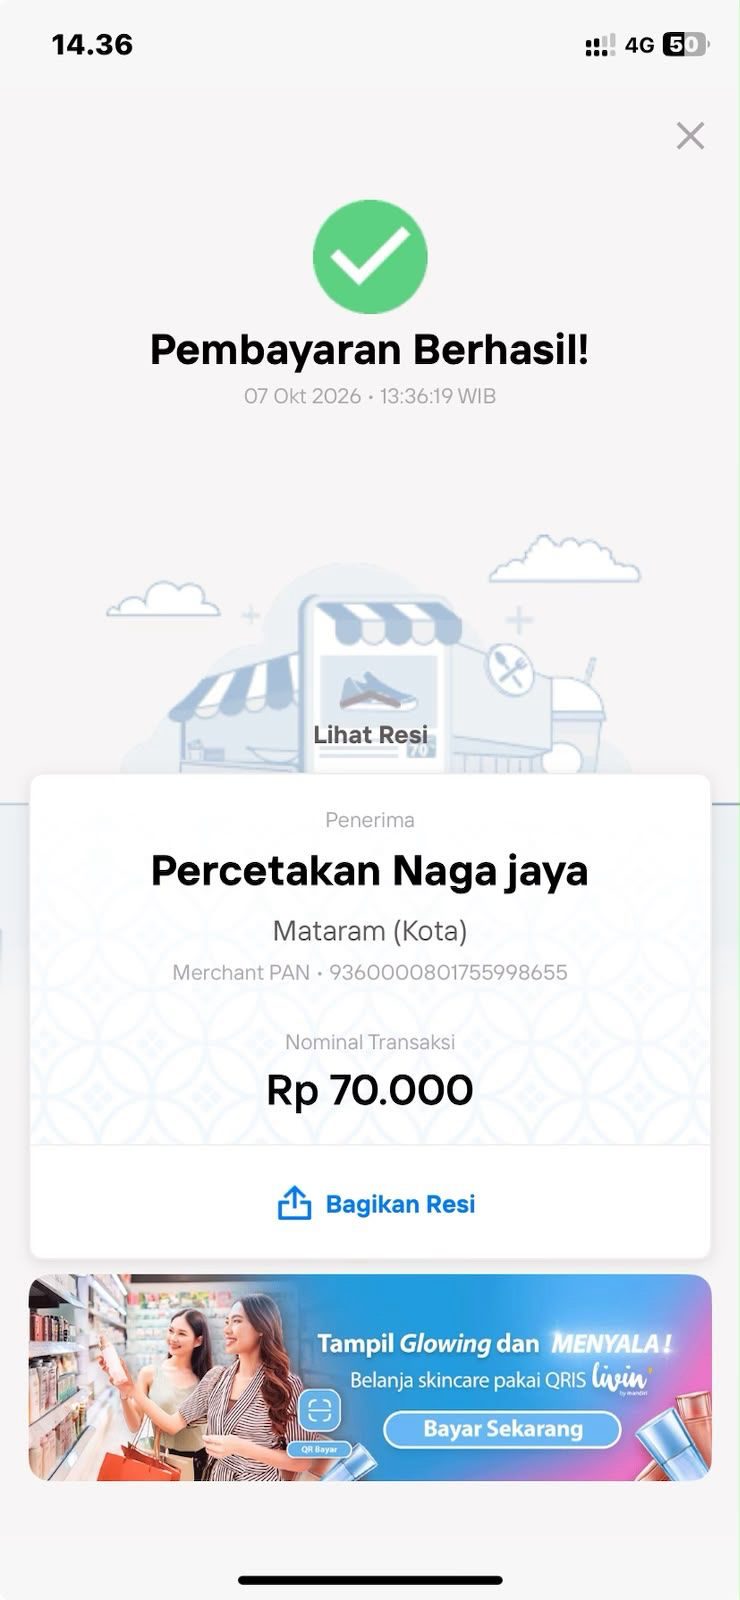 14.36
4G 50
Pembayaran Berhasil!
07 Okt 2026 • 13:36:19 WIB
Lihat Resi
70
Penerima
Percetakan Naga jaya
Mataram (Kota)
Merchant PAN • 9360000801755998655
Nominal Transaksi
Rp 70.000
Bagikan Resi
Tampil Glowing dan MENYALA!
Belanja skincare pakai QRIS livin'
by mandiri
Bayar Sekarang
QR Bayar